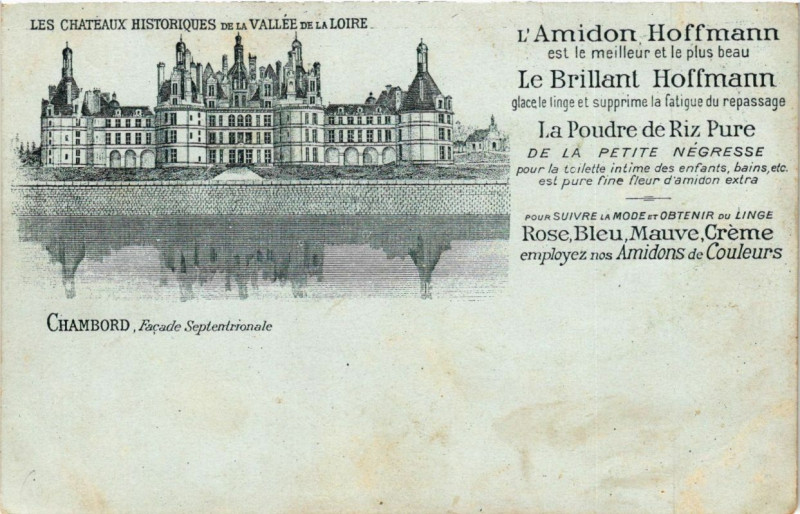 LES CHATEAUX HISTORIQUES DE LA VALLÉE DE LA LOIRE
L'Amidon Hoffmann
est le meilleur et le plus beau
Le Brillant Hoffmann
glace le linge et supprime la fatigue du repassage
La Poudre de Riz Pure
DE LA PETITE NÉGRESSE
pour la toilette intime des enfants, bains, etc.
est pure fine fleur d'amidon extra
POUR SUIVRE LA MODE ET OBTENIR DU LINGE
Rose, Bleu, Mauve, Crème
employez nos Amidons de Couleurs
CHAMBORD, Façade Septentrionale